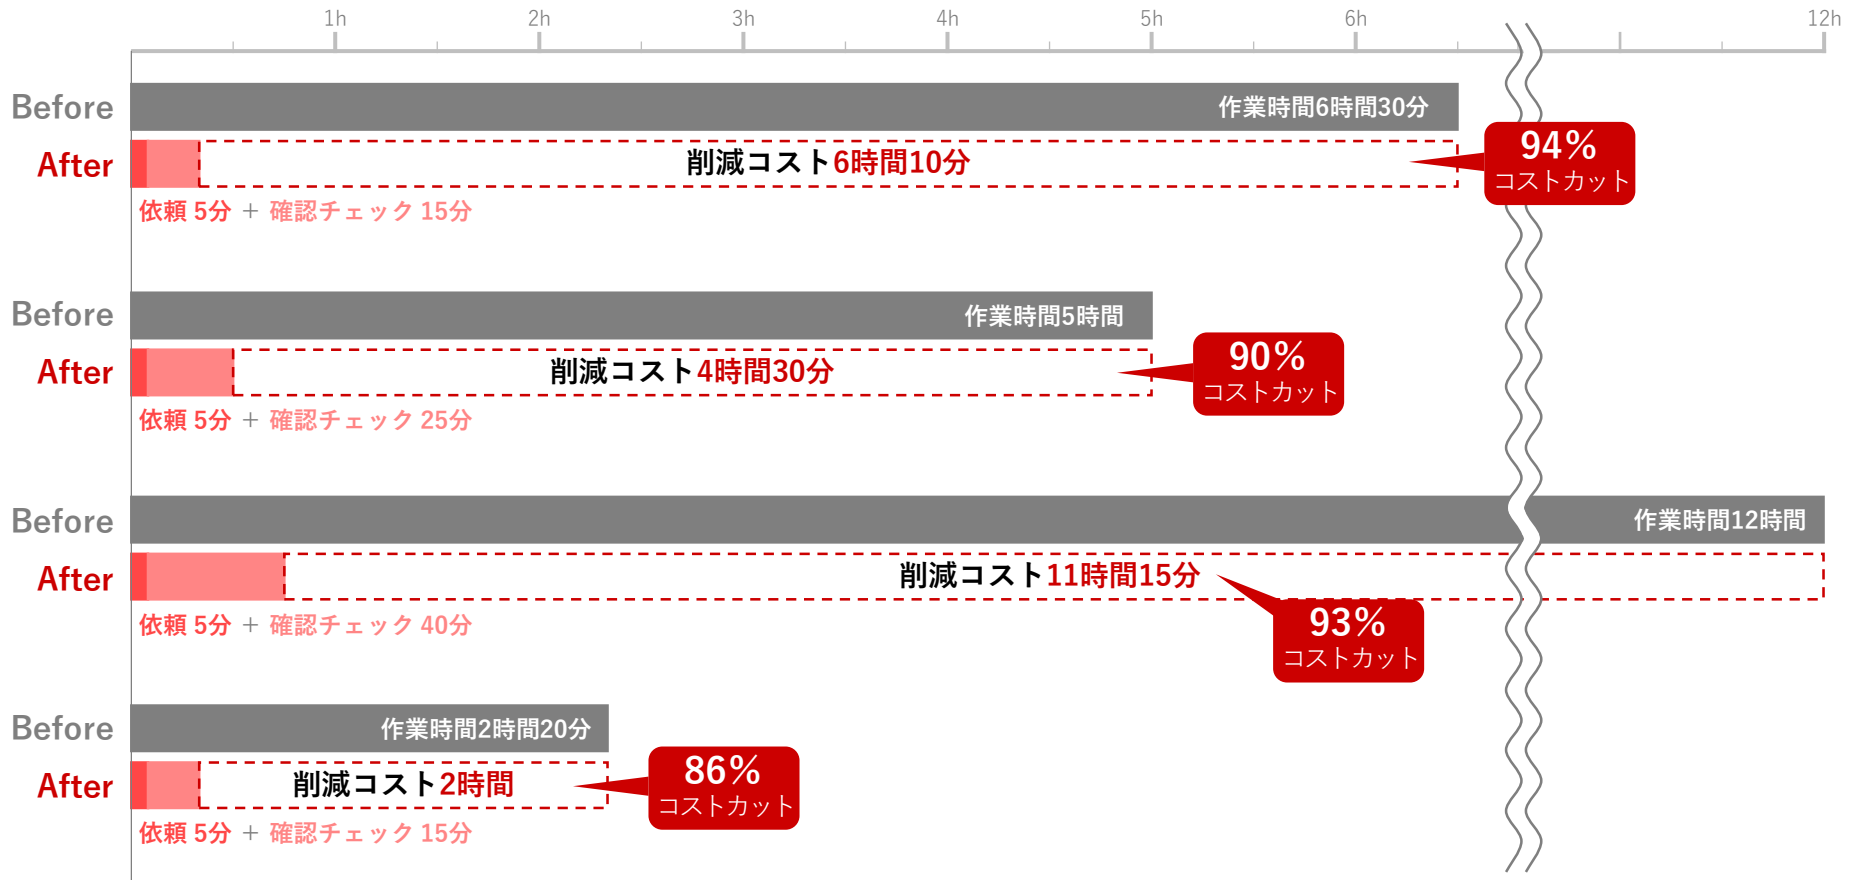 1h 2h 3h 4h 5h 6h 12h
Before 作業時間6時間30分
After 削減コスト6時間10分
94%
コストカット
依頼 5分 + 確認チェック 15分
Before 作業時間5時間
After 削減コスト4時間30分
90%
コストカット
依頼 5分 + 確認チェック 25分
Before 作業時間12時間
After 削減コスト11時間15分
93%
コストカット
依頼 5分 + 確認チェック 40分
Before 作業時間2時間20分
After 削減コスト2時間
86%
コストカット
依頼 5分 + 確認チェック 15分